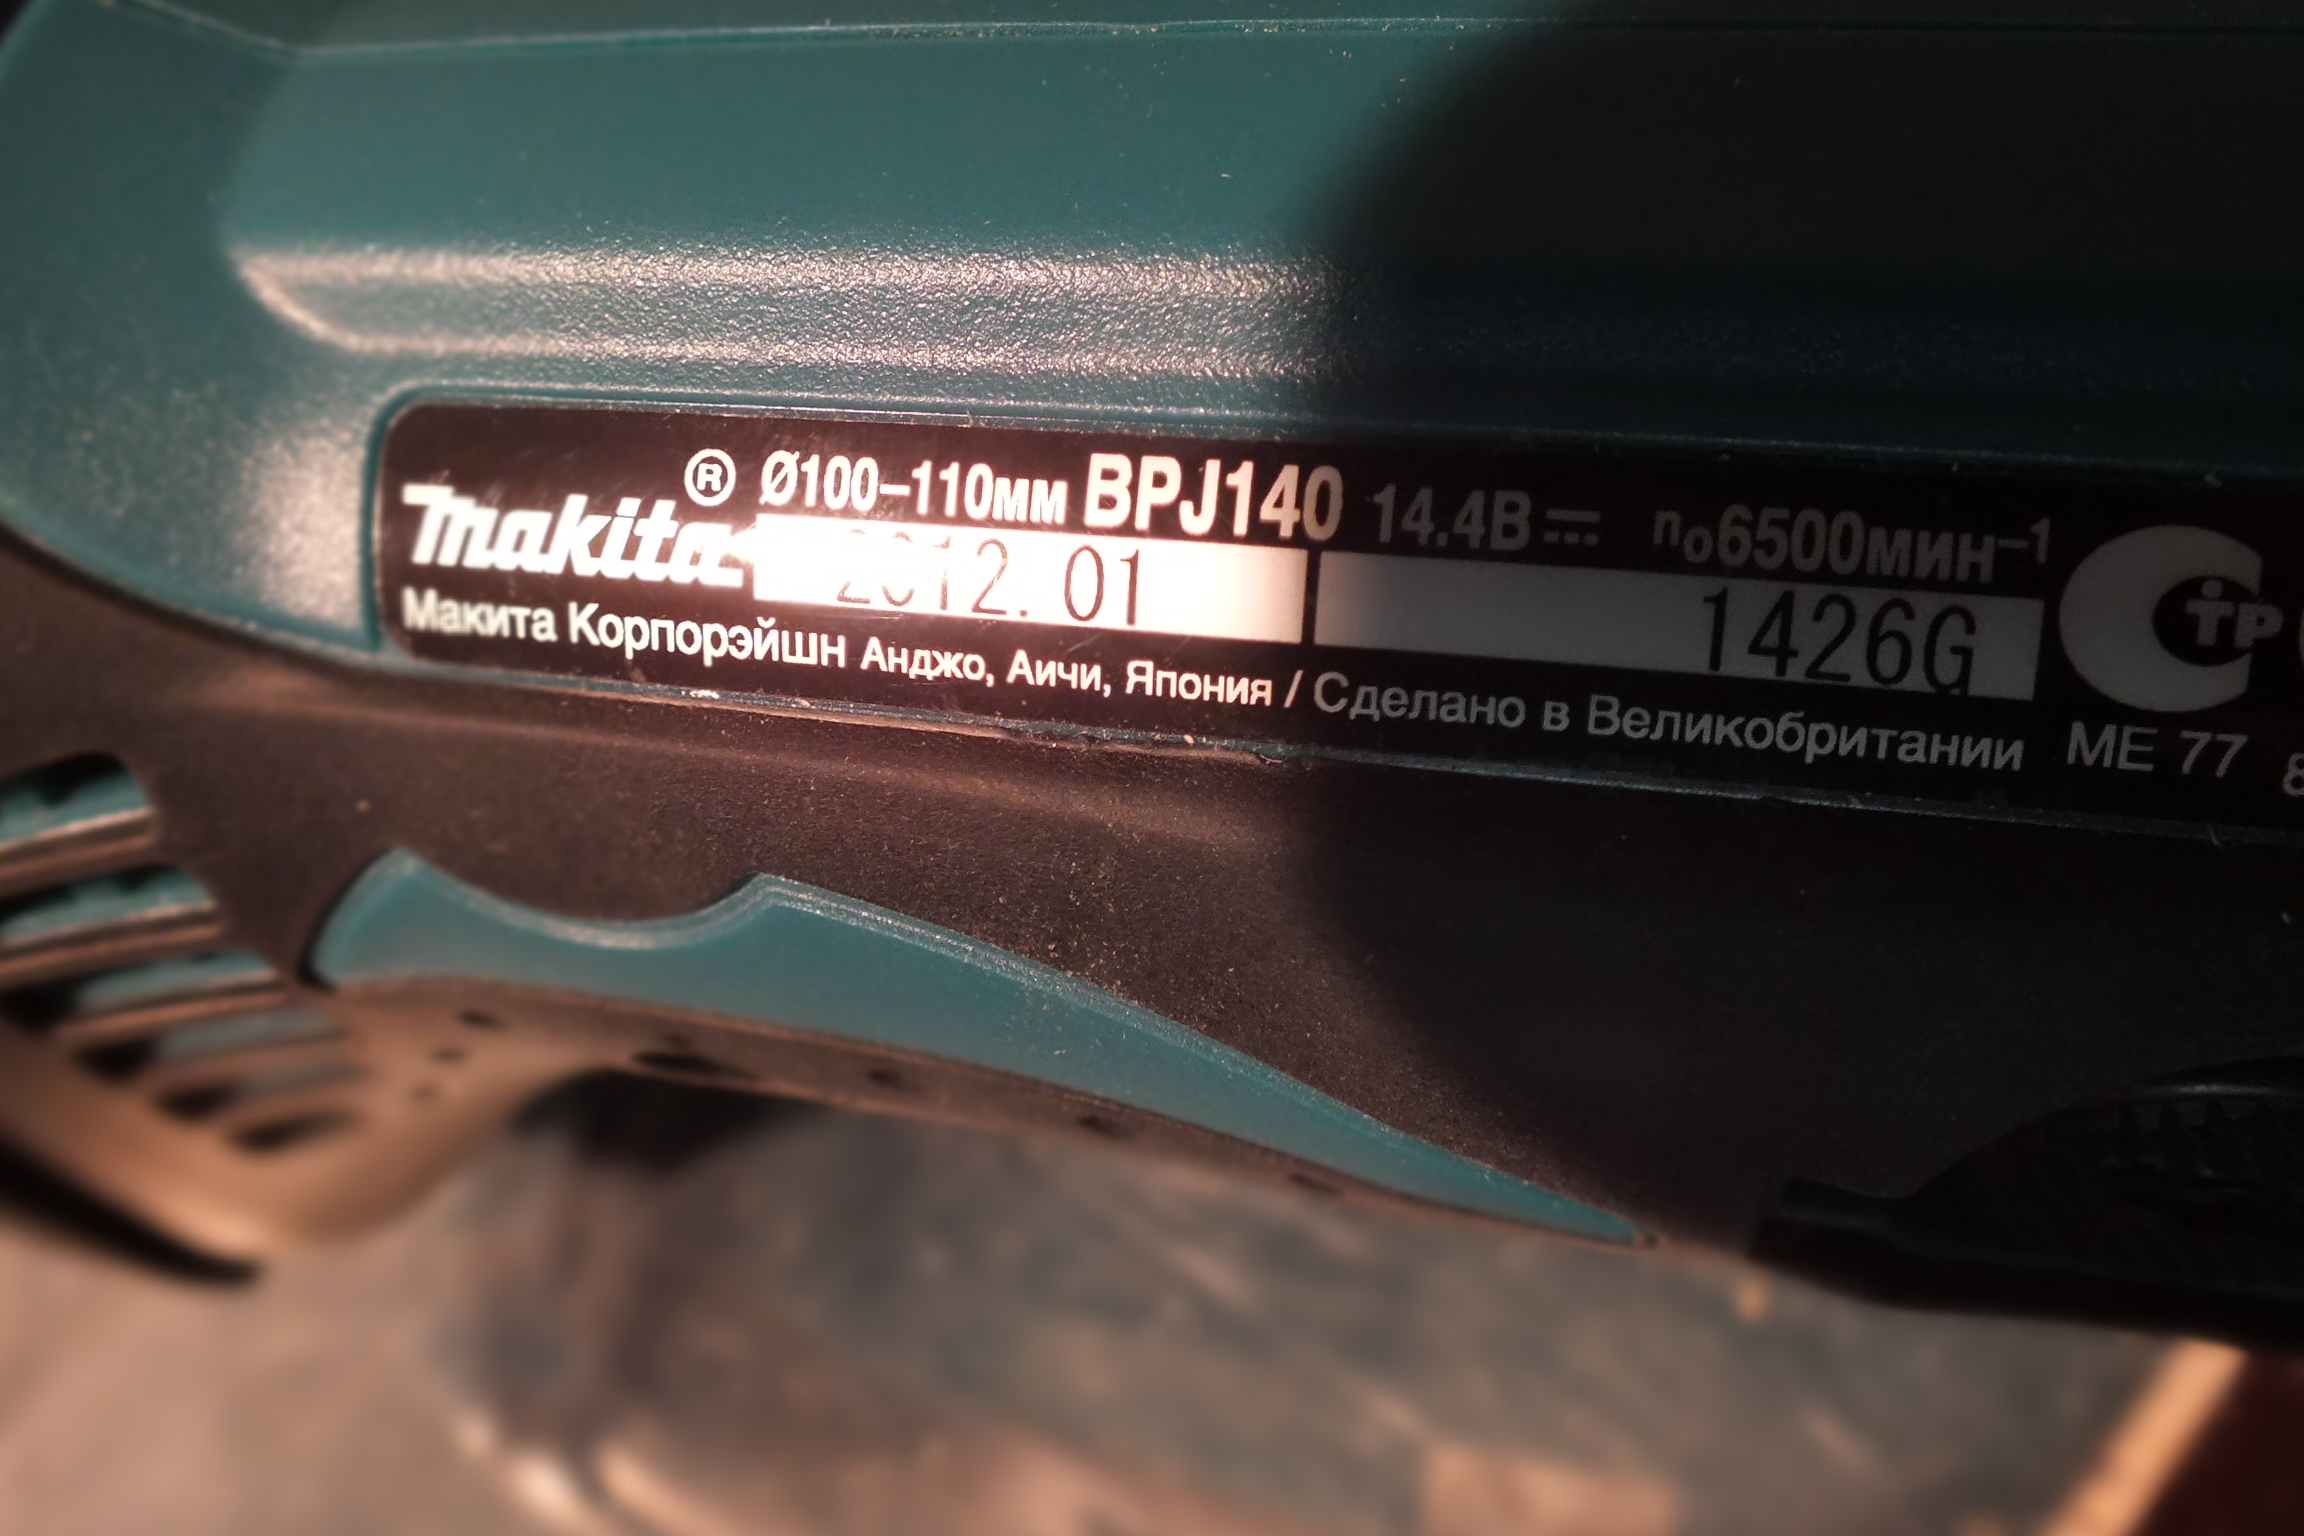 makita® Ø100–110мм BPJ140 14.4В n₀6500мин⁻¹
2012.01 1426G
Макита Корпорэйшн Анджо, Аичи, Япония / Сделано в Великобритании
ME 77